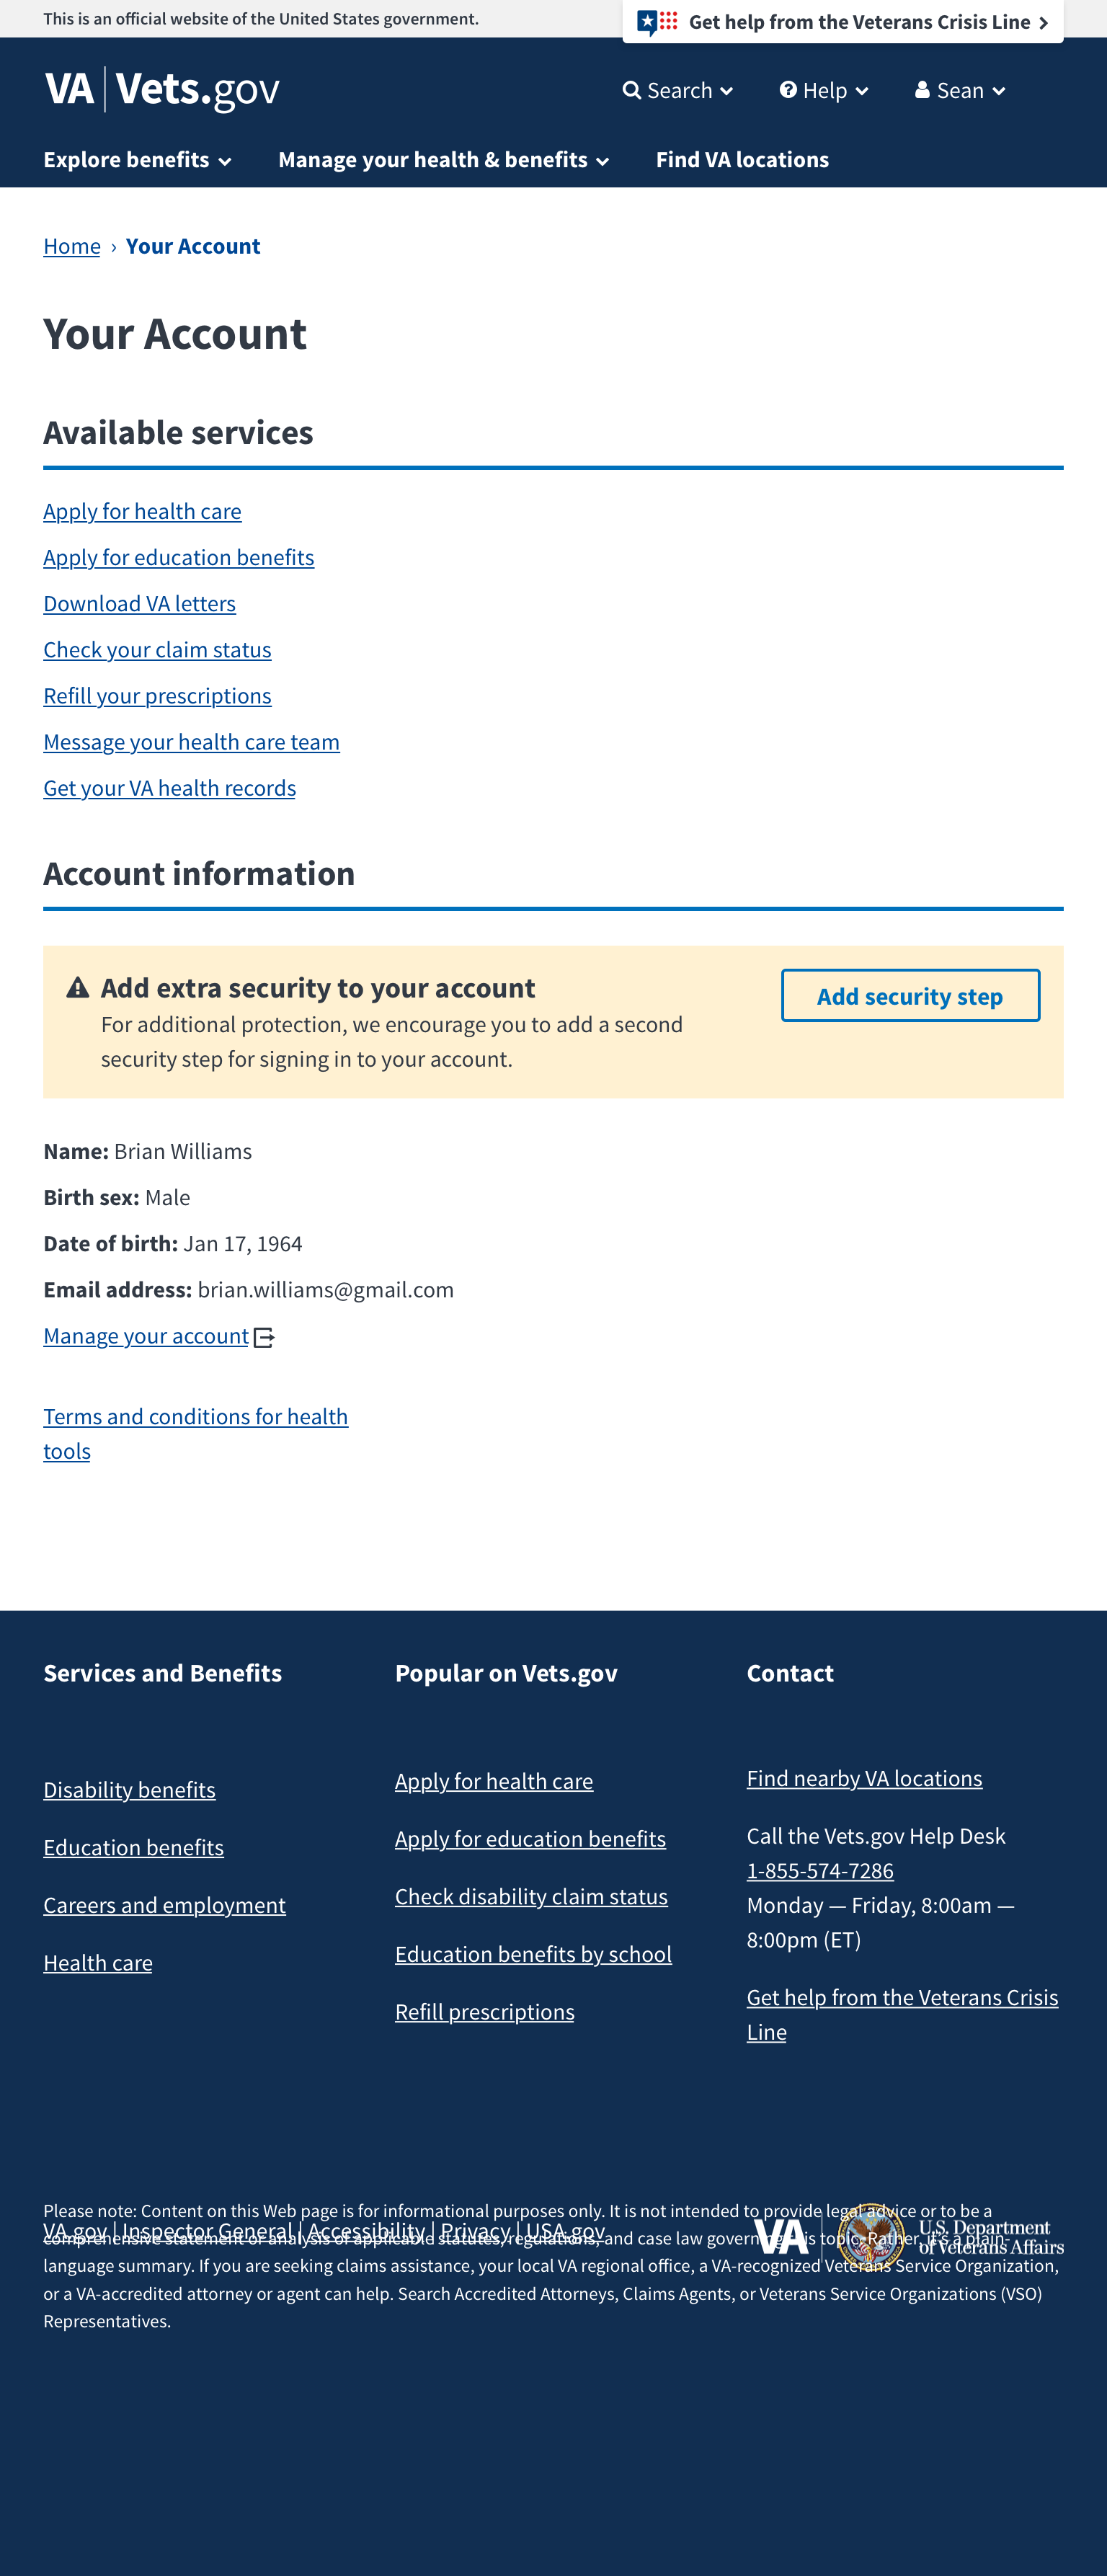 This is an official website of the United States government.
Get help from the Veterans Crisis Line
VA | Vets.gov
Search
Help
Sean
Explore benefits
Manage your health & benefits
Find VA locations
Home › Your Account
Your Account
Available services
Apply for health care
Apply for education benefits
Download VA letters
Check your claim status
Refill your prescriptions
Message your health care team
Get your VA health records
Account information
Add extra security to your account
For additional protection, we encourage you to add a second
security step for signing in to your account.
Add security step
Name: Brian Williams
Birth sex: Male
Date of birth: Jan 17, 1964
Email address: brian.williams@gmail.com
Manage your account
Terms and conditions for health
tools
Services and Benefits
Disability benefits
Education benefits
Careers and employment
Health care
Popular on Vets.gov
Apply for health care
Apply for education benefits
Check disability claim status
Education benefits by school
Refill prescriptions
Contact
Find nearby VA locations
Call the Vets.gov Help Desk
1-855-574-7286
Monday — Friday, 8:00am —
8:00pm (ET)
Get help from the Veterans Crisis
Line
Please note: Content on this Web page is for informational purposes only. It is not intended to provide legal advice or to be a
comprehensive statement or analysis of applicable statutes, regulations, and case law governing this topic. Rather, it's a plain-
language summary. If you are seeking claims assistance, your local VA regional office, a VA-recognized Veterans Service Organization,
or a VA-accredited attorney or agent can help. Search Accredited Attorneys, Claims Agents, or Veterans Service Organizations (VSO)
Representatives.
VA.gov | Inspector General | Accessibility | Privacy | USA.gov
VA
U.S. Department
of Veterans Affairs